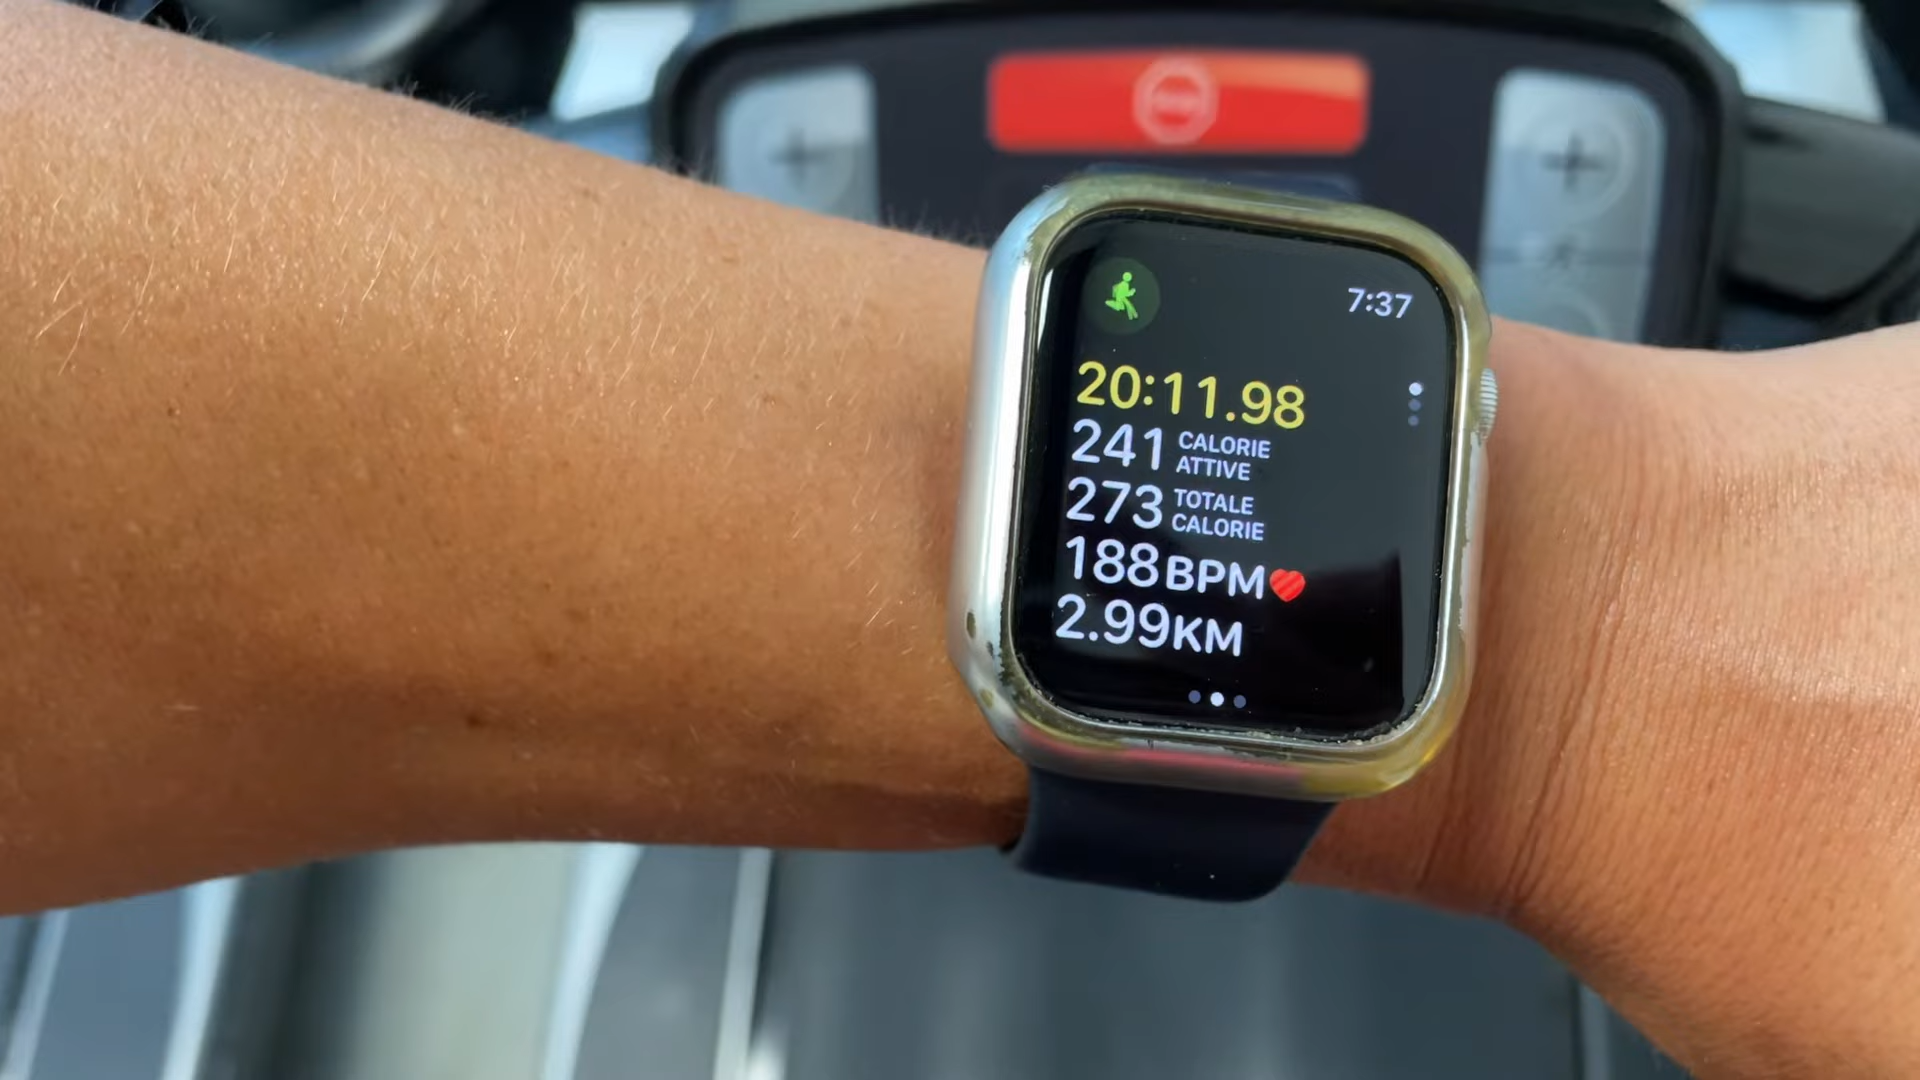 7:37
20:11.98
241 CALORIE
ATTIVE
273 TOTALE
CALORIE
188 BPM
2.99KM